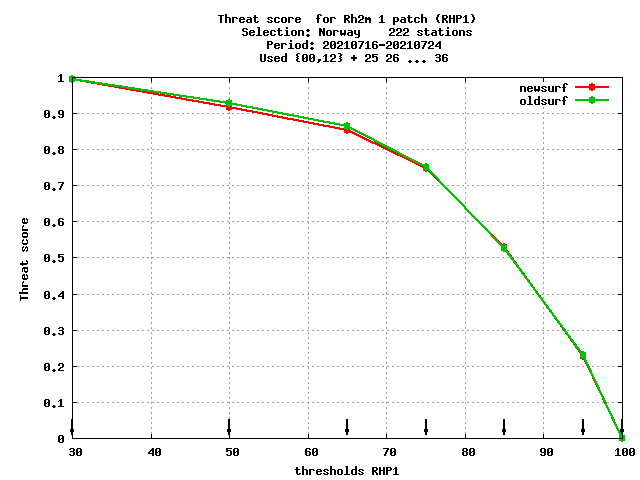 Threat score  for Rh2m 1 patch (RHP1)
Selection: Norway    222 stations
Period: 20210716-20210724
Used {00,12} + 25 26 ... 36
newsurf
oldsurf
1
0.9
0.8
0.7
0.6
0.5
0.4
0.3
0.2
0.1
0
Threat score
30 40 50 60 70 80 90 100
thresholds RHP1